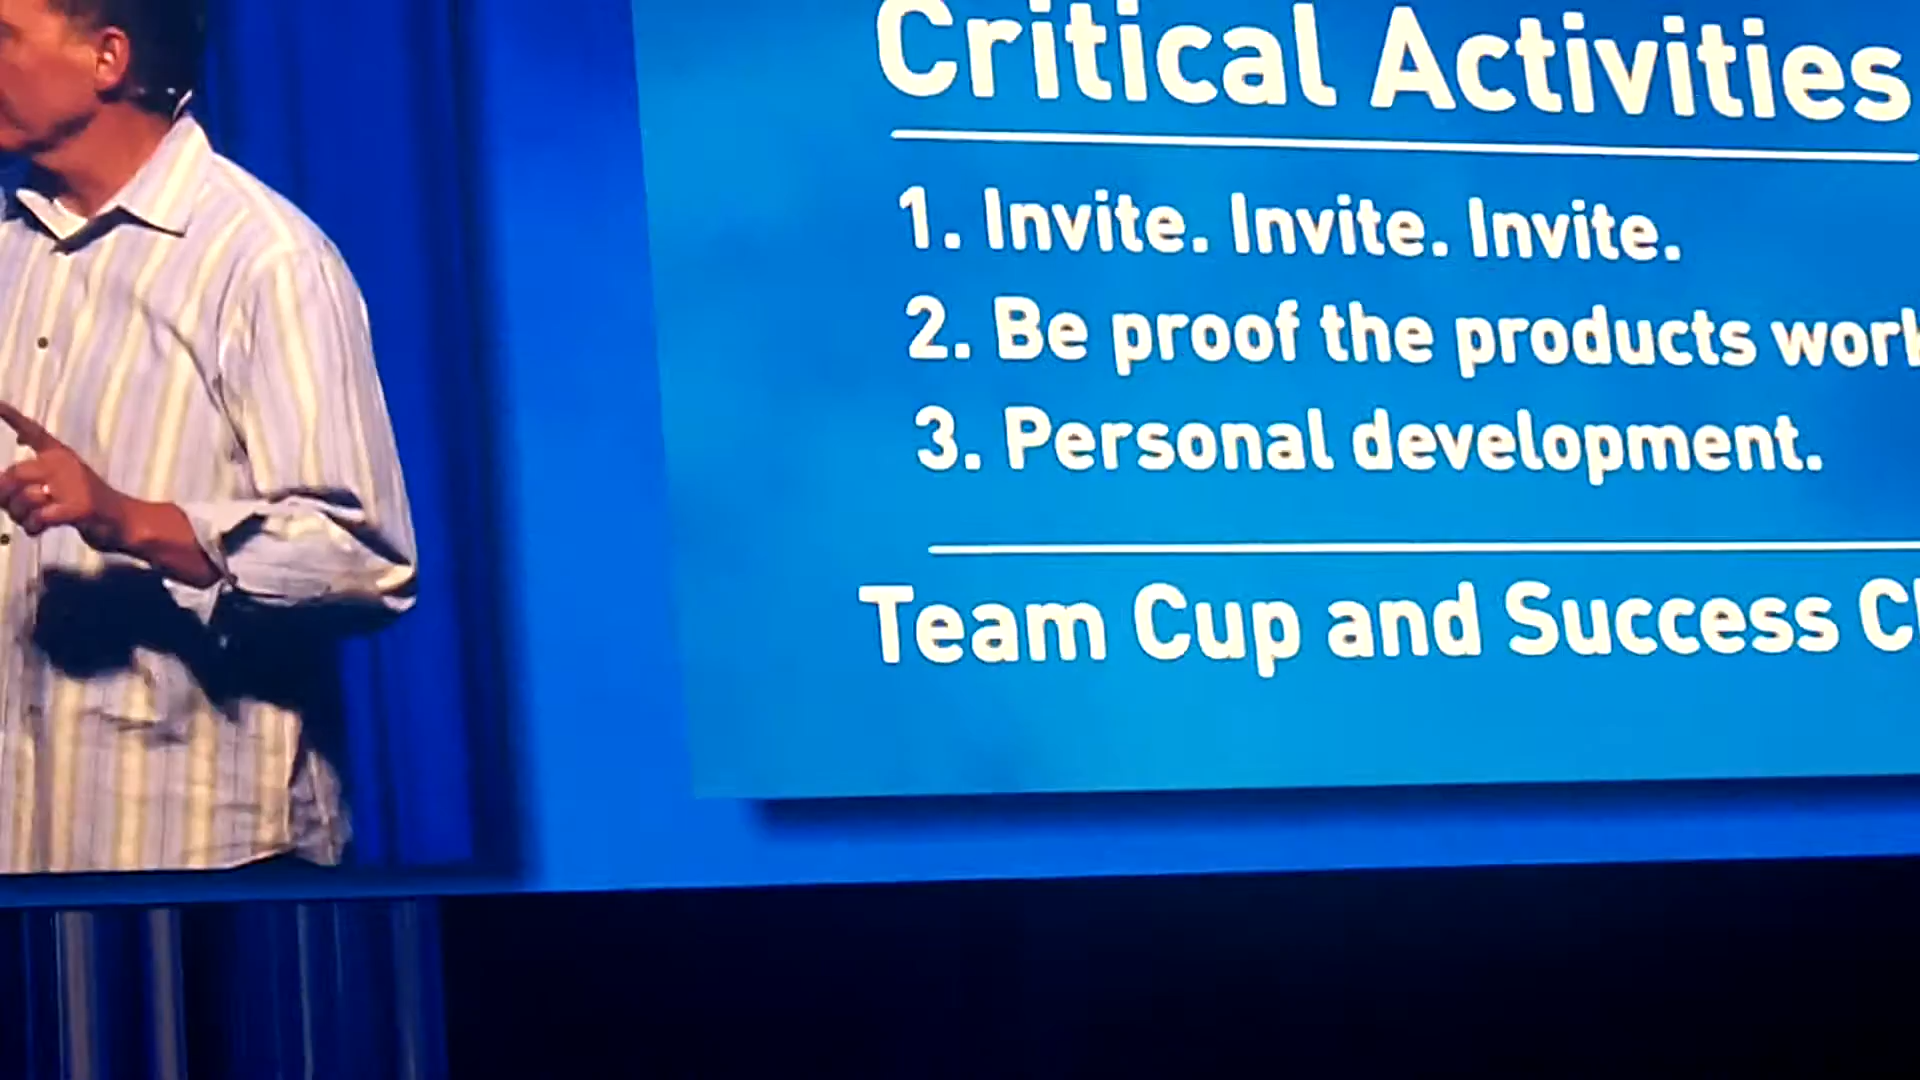 Critical Activities
1. Invite. Invite. Invite.
2. Be proof the products work
3. Personal development.
Team Cup and Success